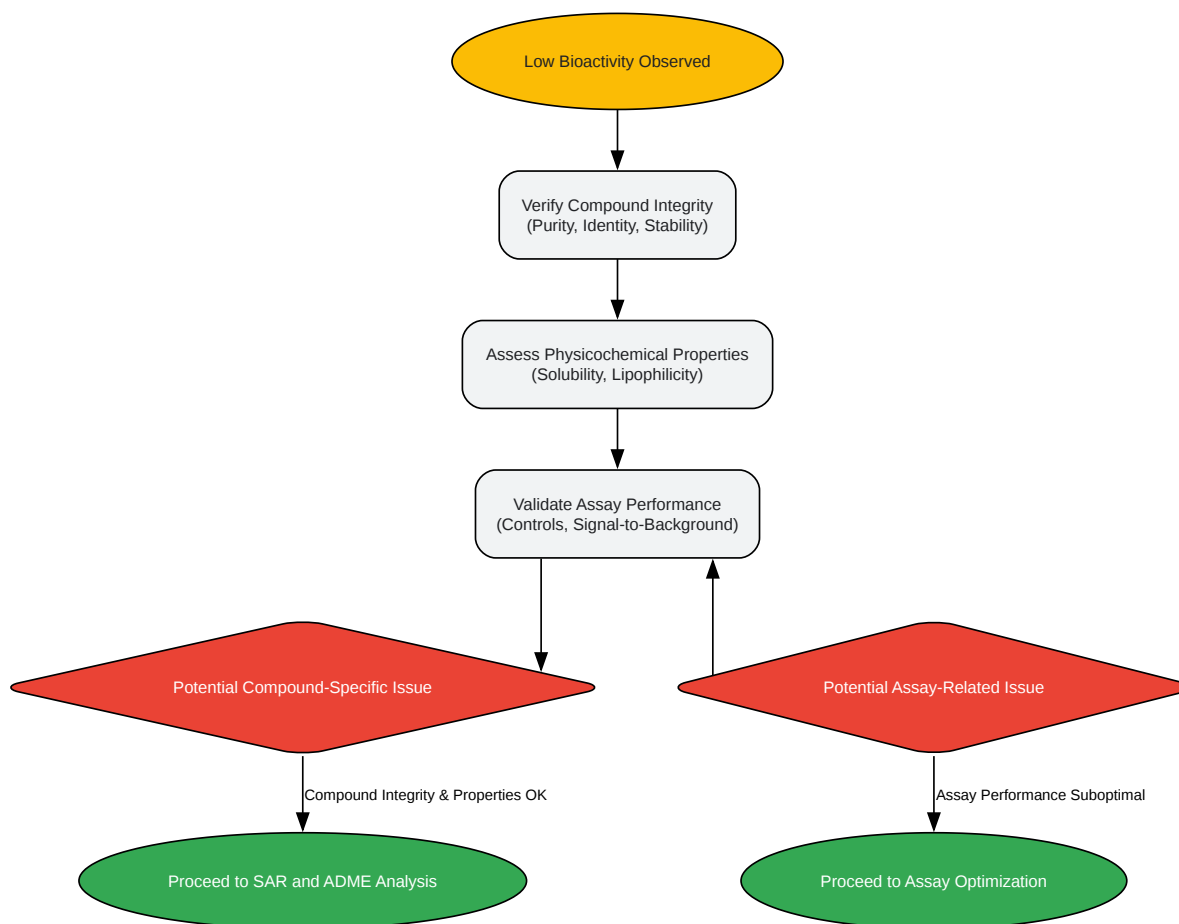 Low Bioactivity Observed
Verify Compound Integrity
(Purity, Identity, Stability)
Assess Physicochemical Properties
(Solubility, Lipophilicity)
Validate Assay Performance
(Controls, Signal-to-Background)
Potential Compound-Specific Issue
Potential Assay-Related Issue
Compound Integrity & Properties OK
Assay Performance Suboptimal
Proceed to SAR and ADME Analysis
Proceed to Assay Optimization